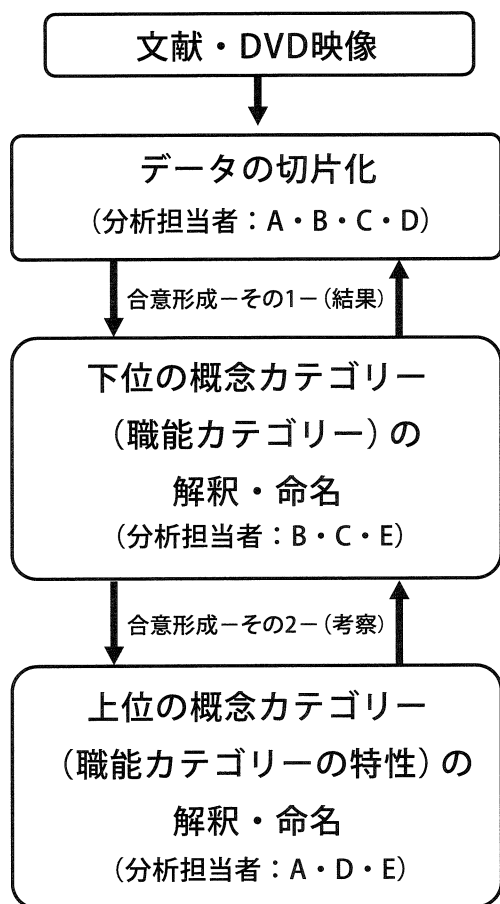 文献・DVD映像
データの切片化
（分析担当者：A・B・C・D）
合意形成－その1－（結果）
下位の概念カテゴリー
（職能カテゴリー）の
解釈・命名
（分析担当者：B・C・E）
合意形成－その2－（考察）
上位の概念カテゴリー
（職能カテゴリーの特性）の
解釈・命名
（分析担当者：A・D・E）